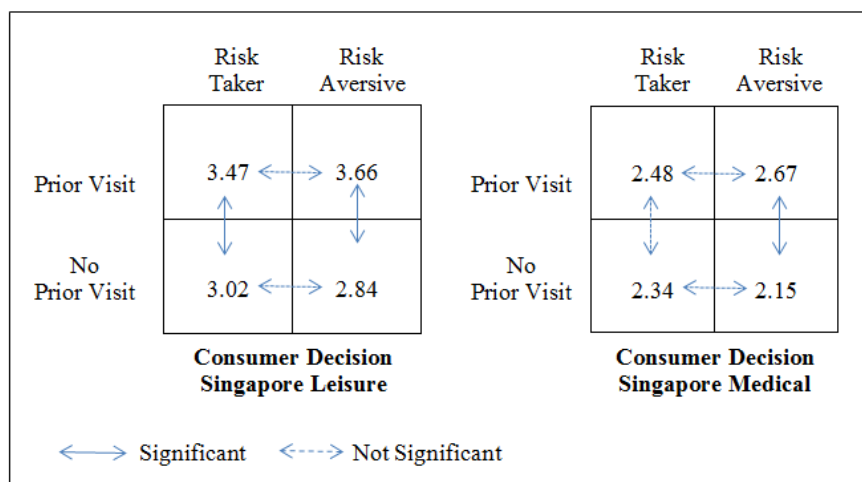 Risk Taker
Risk Aversive
Risk Taker
Risk Aversive
Prior Visit
3.47
3.66
Prior Visit
2.48
2.67
No Prior Visit
3.02
2.84
No Prior Visit
2.34
2.15
Consumer Decision
Singapore Leisure
Consumer Decision
Singapore Medical
Significant
Not Significant